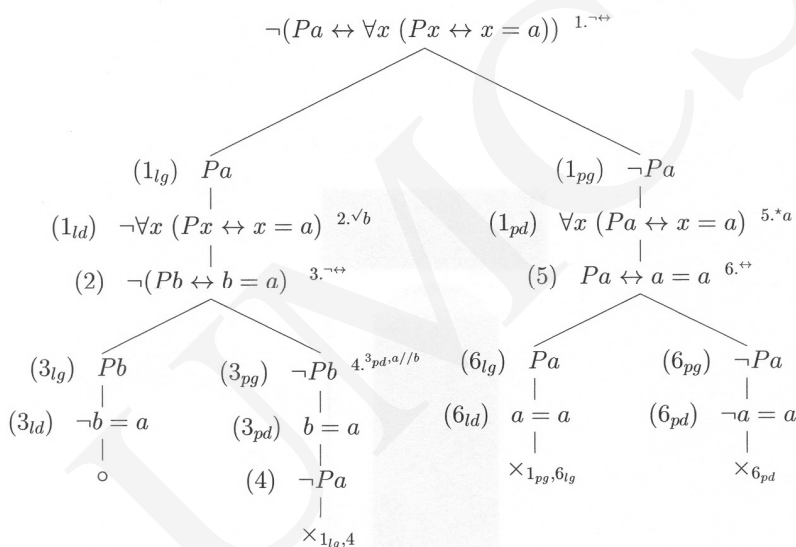 ¬(Pa ↔ ∀x (Px ↔ x = a)) 1.¬↔
(1lg) Pa (1pg) ¬Pa
(1ld) ¬∀x (Px ↔ x = a) 2.√b (1pd) ∀x (Pa ↔ x = a) 5.*a
(2) ¬(Pb ↔ b = a) 3.¬↔ (5) Pa ↔ a = a 6.↔
(3lg) Pb (3pg) ¬Pb 4.3pd,a//b (6lg) Pa (6pg) ¬Pa
(3ld) ¬b = a (3pd) b = a (6ld) a = a (6pd) ¬a = a
∘ (4) ¬Pa ×1pg,6lg ×6pd
×1lg,4
UMCS